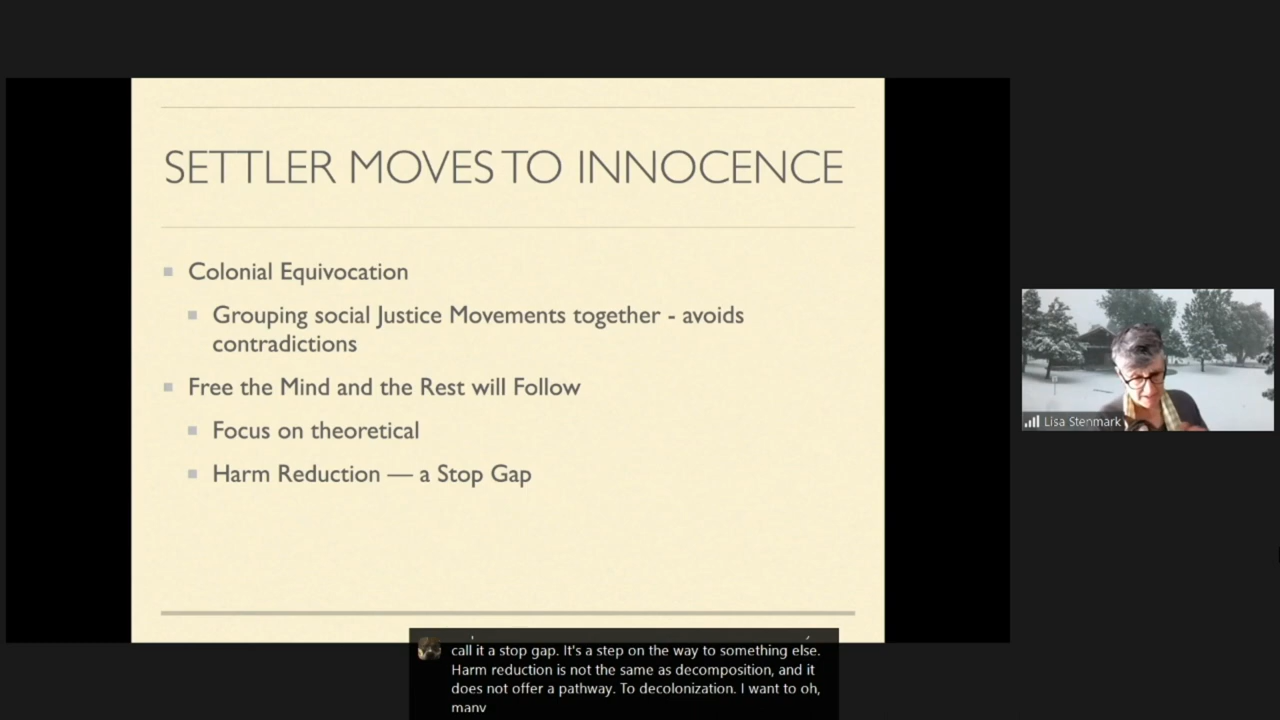 SETTLER MOVES TO INNOCENCE
Colonial Equivocation
Grouping social Justice Movements together - avoids
contradictions
Free the Mind and the Rest will Follow
Focus on theoretical
Harm Reduction — a Stop Gap
Lisa Stenmark
call it a stop gap. It's a step on the way to something else.
Harm reduction is not the same as decomposition, and it
does not offer a pathway. To decolonization. I want to oh,
many